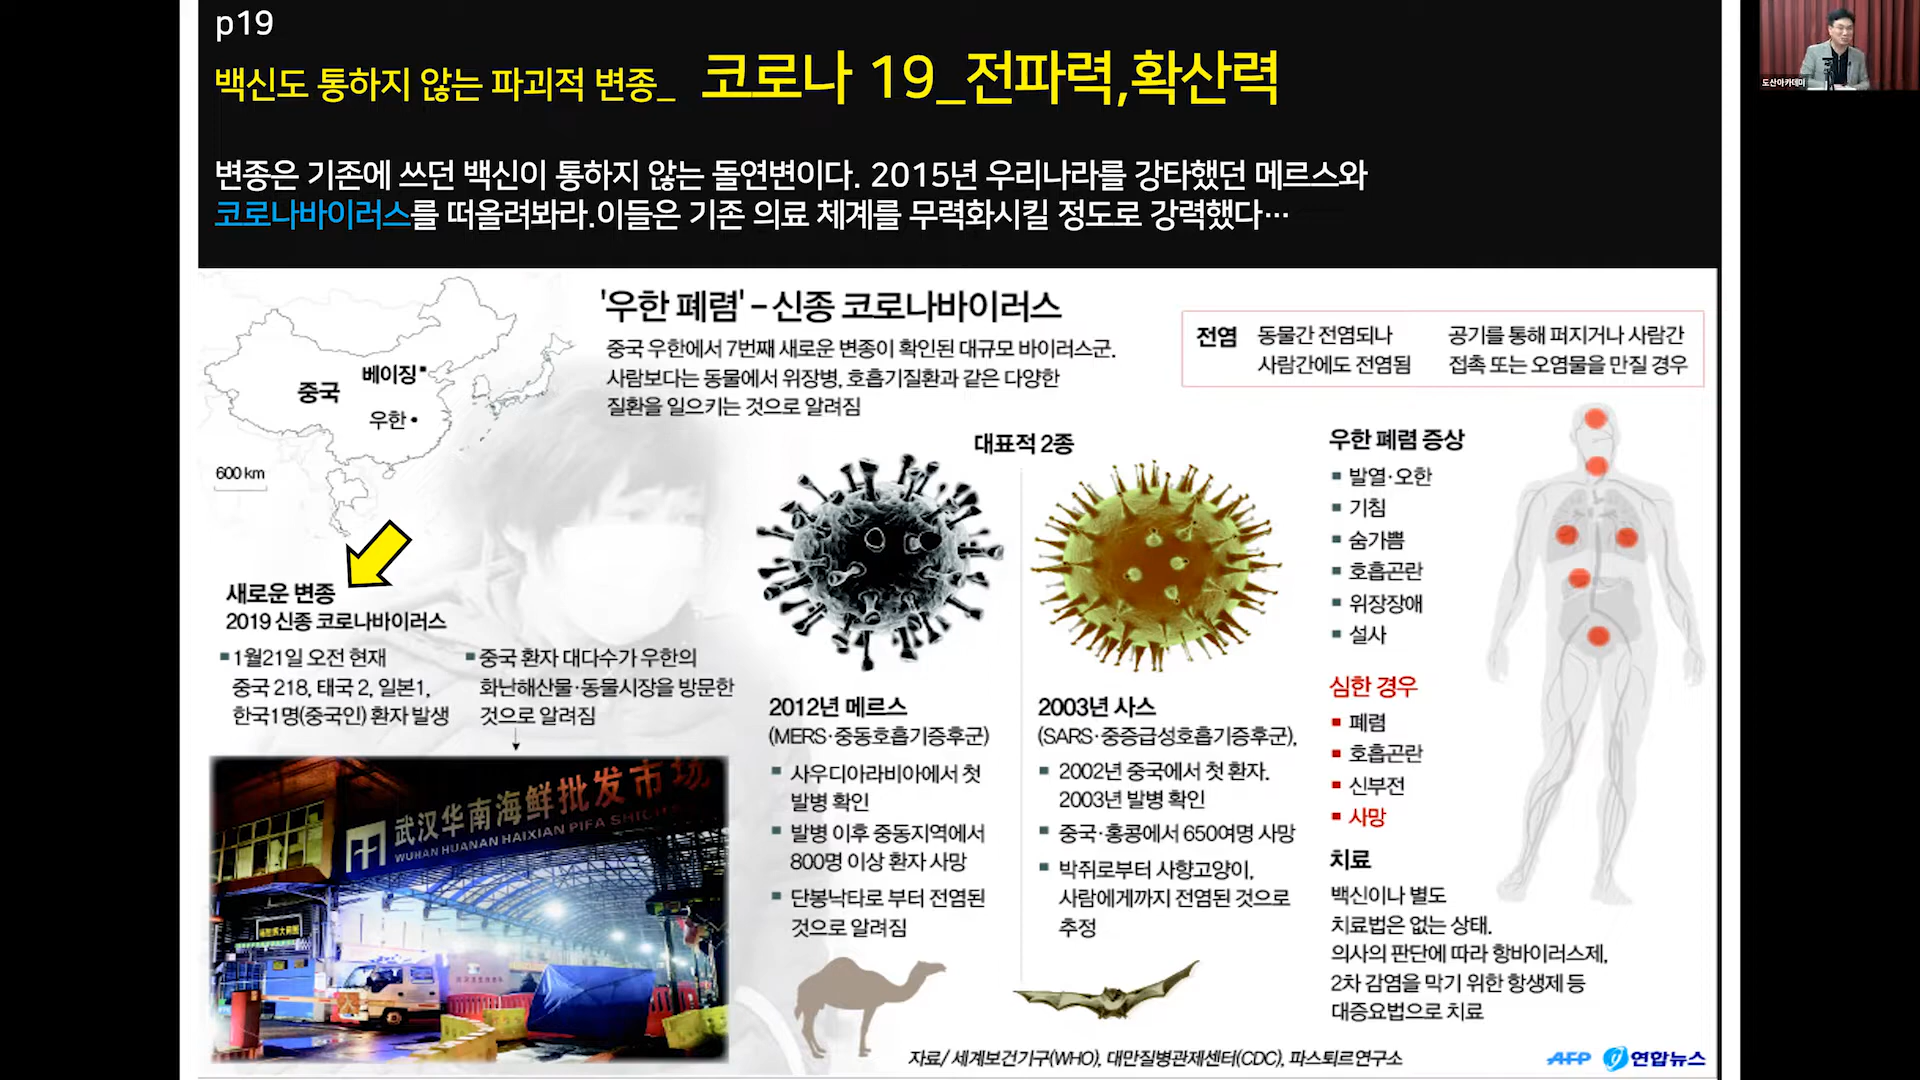 p19
백신도 통하지 않는 파괴적 변종_ 코로나 19_전파력,확산력
변종은 기존에 쓰던 백신이 통하지 않는 돌연변이다. 2015년 우리나라를 강타했던 메르스와
코로나바이러스를 떠올려봐라.이들은 기존 의료 체계를 무력화시킬 정도로 강력했다…
도산아카데미
중국
베이징
우한
600 km
'우한 폐렴' – 신종 코로나바이러스
중국 우한에서 7번째 새로운 변종이 확인된 대규모 바이러스군.
사람보다는 동물에서 위장병, 호흡기질환과 같은 다양한
질환을 일으키는 것으로 알려짐
전염
동물간 전염되나
사람간에도 전염됨
공기를 통해 퍼지거나 사람간
접촉 또는 오염물을 만질 경우
새로운 변종
2019 신종 코로나바이러스
1월21일 오전 현재
중국 218, 태국 2, 일본1,
한국1명(중국인) 환자 발생
중국 환자 대다수가 우한의
화난해산물·동물시장을 방문한
것으로 알려짐
武汉华南海鲜批发市场
WUHAN HUANAN HAIXIAN PIFA SHICH
대표적 2종
2012년 메르스
(MERS·중동호흡기증후군)
사우디아라비아에서 첫
발병 확인
발병 이후 중동지역에서
800명 이상 환자 사망
단봉낙타로 부터 전염된
것으로 알려짐
2003년 사스
(SARS·중증급성호흡기증후군),
2002년 중국에서 첫 환자.
2003년 발병 확인
중국·홍콩에서 650여명 사망
박쥐로부터 사향고양이,
사람에게까지 전염된 것으로
추정
우한 폐렴 증상
발열·오한
기침
숨가쁨
호흡곤란
위장장애
설사
심한 경우
폐렴
호흡곤란
신부전
사망
치료
백신이나 별도
치료법은 없는 상태.
의사의 판단에 따라 항바이러스제,
2차 감염을 막기 위한 항생제 등
대증요법으로 치료
자료/ 세계보건기구(WHO), 대만질병관제센터(CDC), 파스퇴르연구소
AFP 연합뉴스